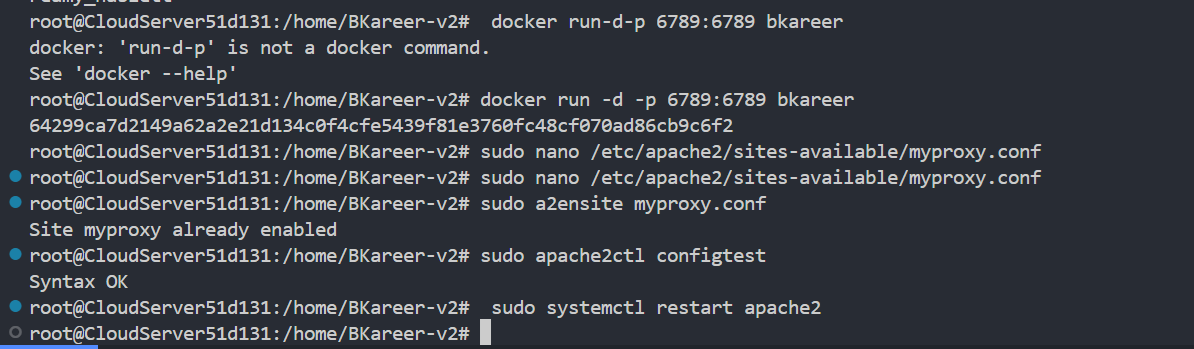 root@CloudServer51d131:/home/BKareer-v2#  docker run-d-p 6789:6789 bkareer
docker: 'run-d-p' is not a docker command.
See 'docker --help'
root@CloudServer51d131:/home/BKareer-v2# docker run -d -p 6789:6789 bkareer
64299ca7d2149a62a2e21d134c0f4cfe5439f81e3760fc48cf070ad86cb9c6f2
root@CloudServer51d131:/home/BKareer-v2# sudo nano /etc/apache2/sites-available/myproxy.conf
root@CloudServer51d131:/home/BKareer-v2# sudo nano /etc/apache2/sites-available/myproxy.conf
root@CloudServer51d131:/home/BKareer-v2# sudo a2ensite myproxy.conf
Site myproxy already enabled
root@CloudServer51d131:/home/BKareer-v2# sudo apache2ctl configtest
Syntax OK
root@CloudServer51d131:/home/BKareer-v2#  sudo systemctl restart apache2
root@CloudServer51d131:/home/BKareer-v2#